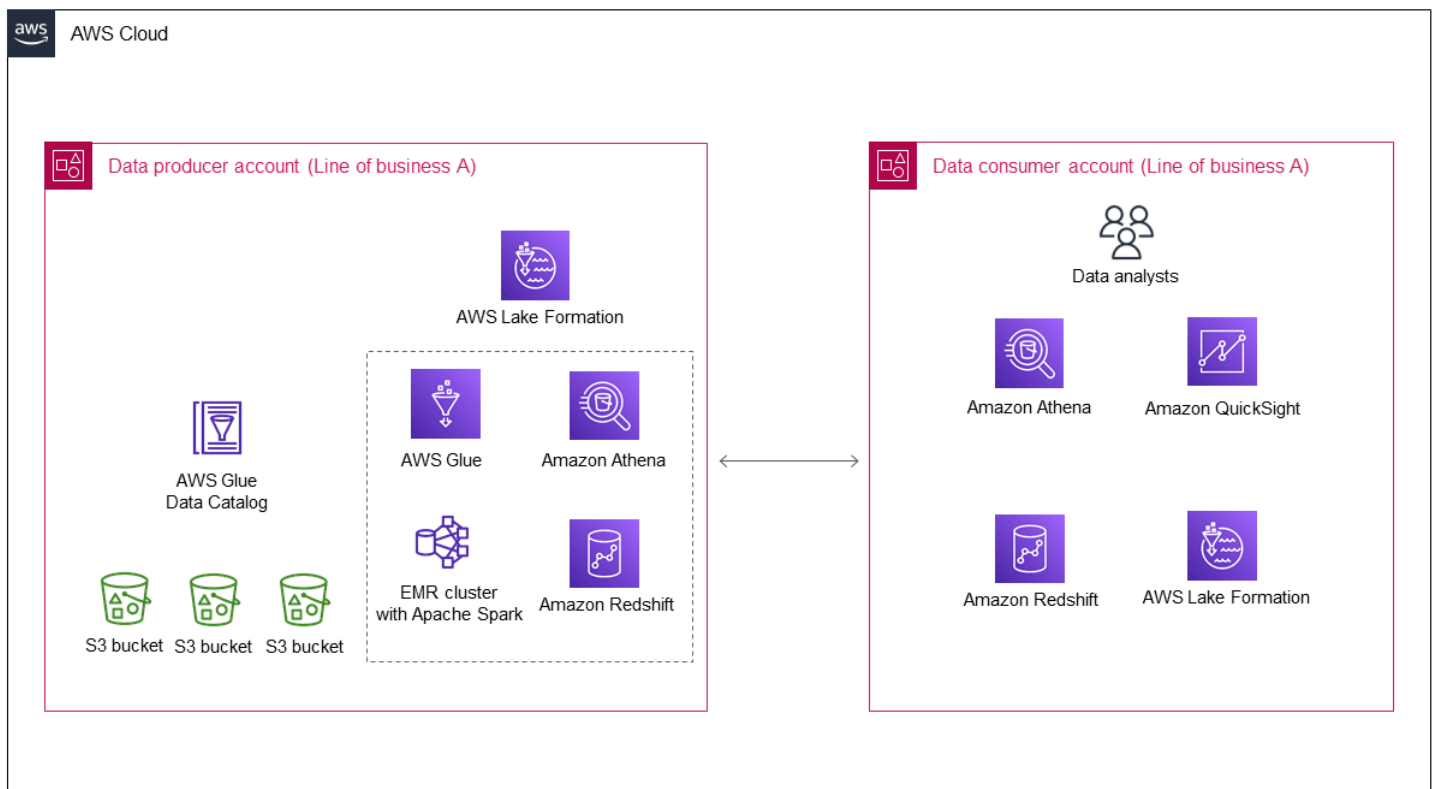 aws
AWS Cloud
Data producer account (Line of business A)
AWS Lake Formation
AWS Glue
Data Catalog
AWS Glue
Amazon Athena
EMR cluster
with Apache Spark
Amazon Redshift
S3 bucket
S3 bucket
S3 bucket
Data consumer account (Line of business A)
Data analysts
Amazon Athena
Amazon QuickSight
Amazon Redshift
AWS Lake Formation